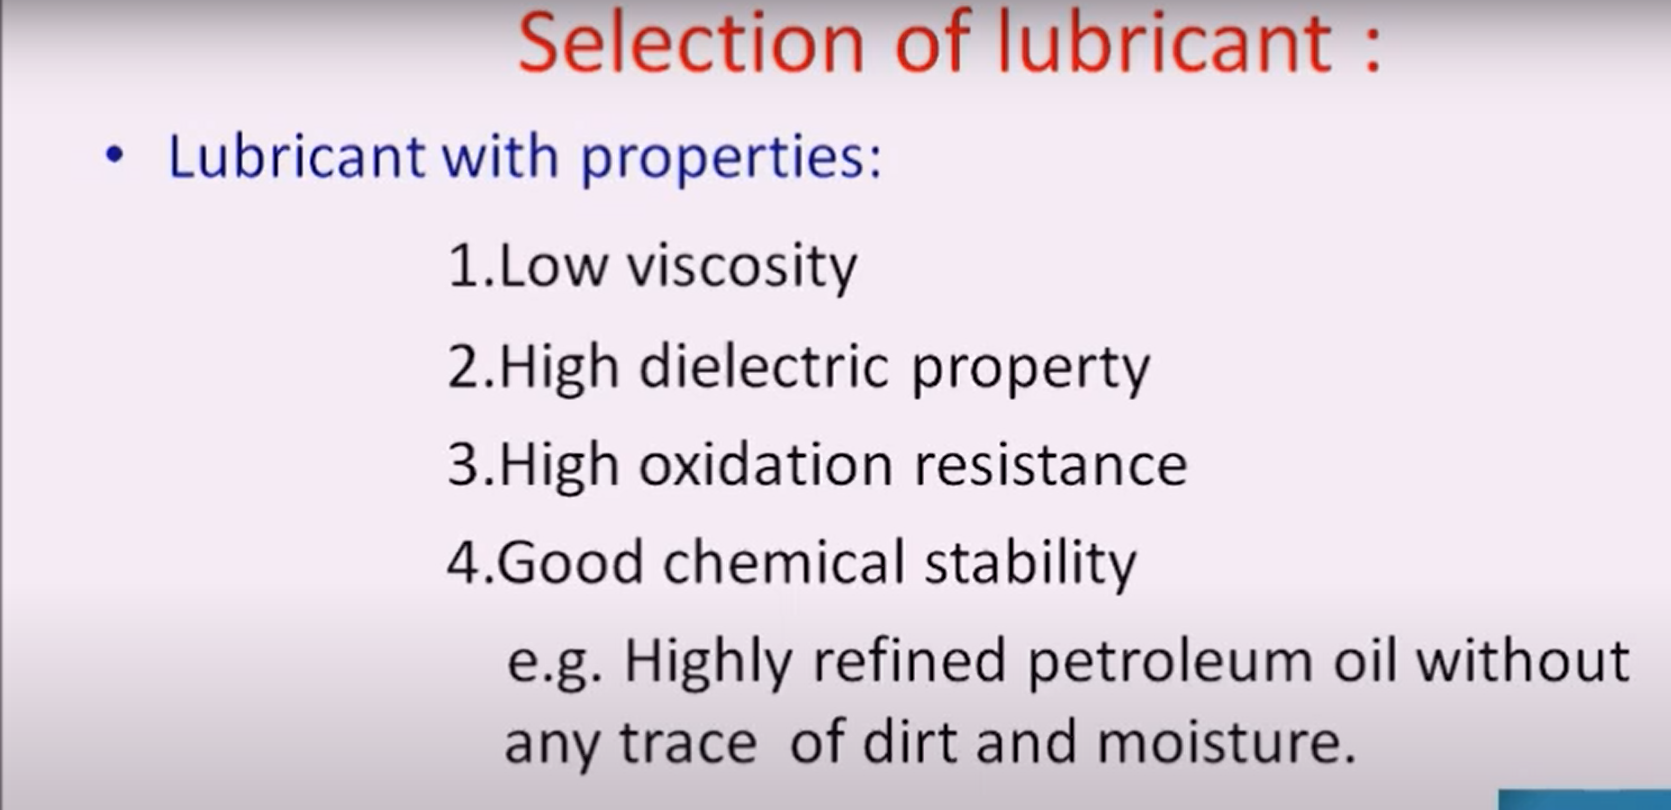 Selection of lubricant :
• Lubricant with properties:
1.Low viscosity
2.High dielectric property
3.High oxidation resistance
4.Good chemical stability
e.g. Highly refined petroleum oil without
any trace of dirt and moisture.